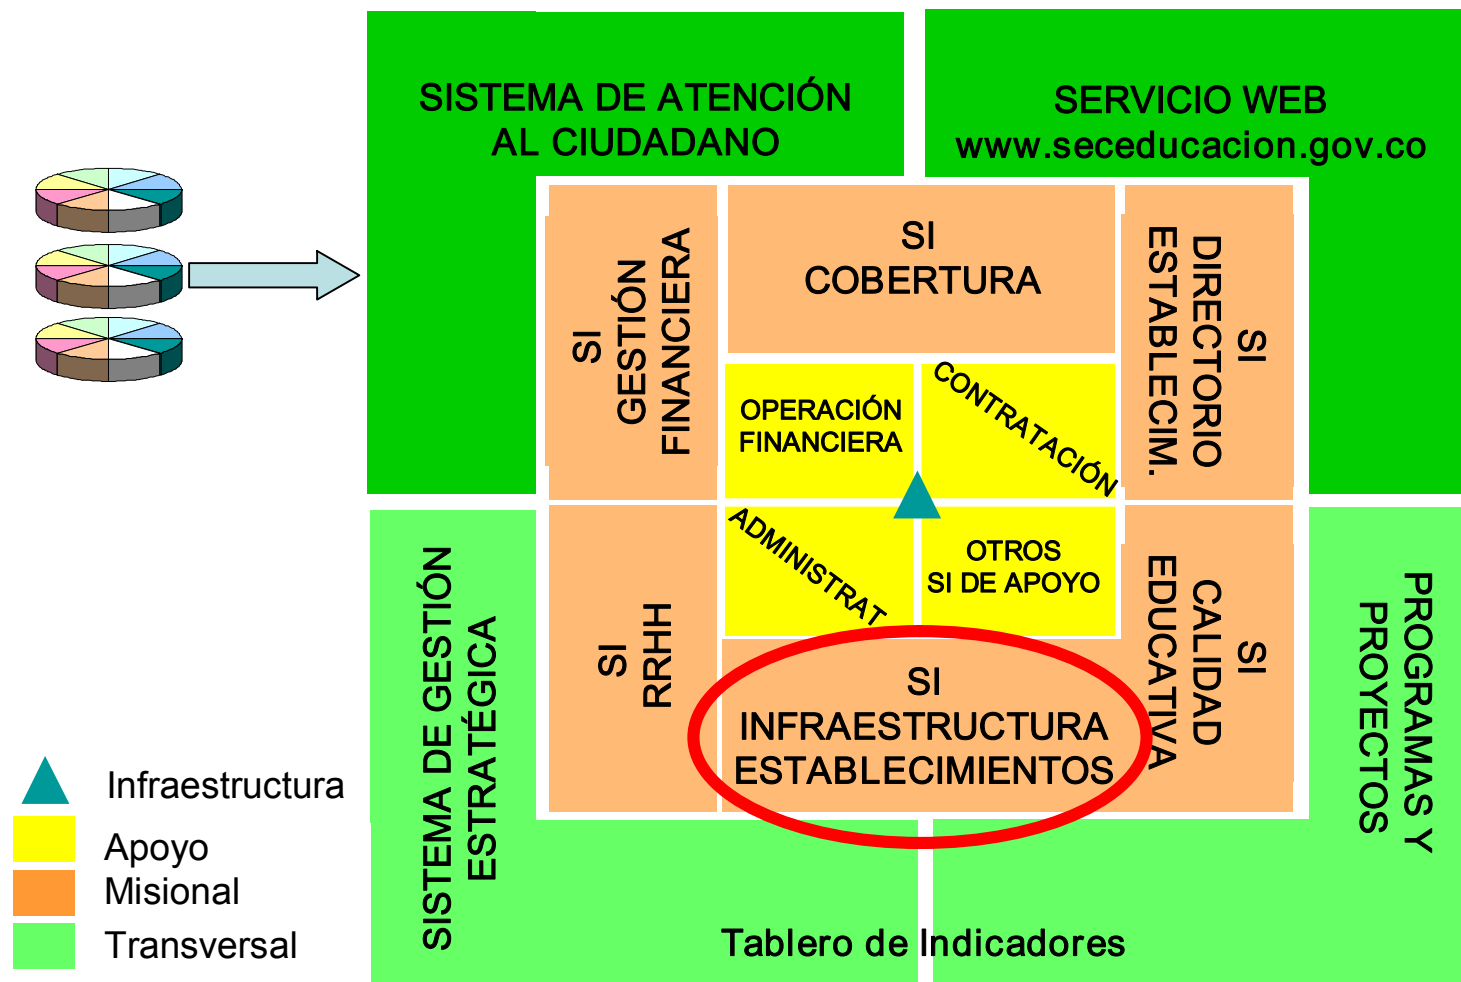 SISTEMA DE ATENCIÓN
AL CIUDADANO
SERVICIO WEB
www.seceducacion.gov.co
SI
GESTIÓN
FINANCIERA
SI
COBERTURA
SI
DIRECTORIO
ESTABLECIM.
OPERACIÓN
FINANCIERA
CONTRATACIÓN
ADMINISTRAT
OTROS
SI DE APOYO
SI
RRHH
SI
INFRAESTRUCTURA
ESTABLECIMIENTOS
SI
CALIDAD
EDUCATIVA
SISTEMA DE GESTIÓN
ESTRATÉGICA
PROGRAMAS Y
PROYECTOS
Tablero de Indicadores
Infraestructura
Apoyo
Misional
Transversal